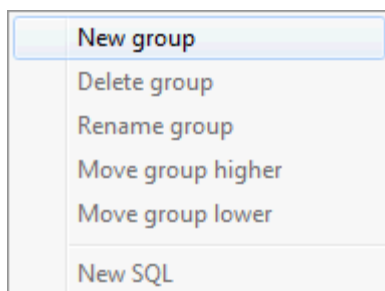 New group
Delete group
Rename group
Move group higher
Move group lower
New SQL